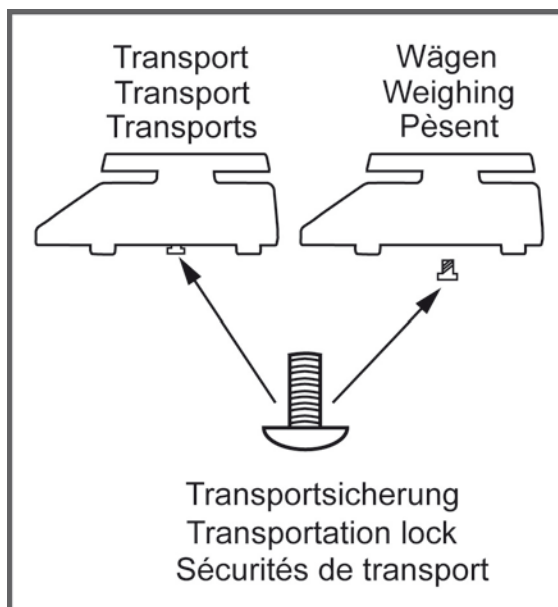 Transport
Transport
Transports
Wägen
Weighing
Pèsent
Transportsicherung
Transportation lock
Sécurités de transport